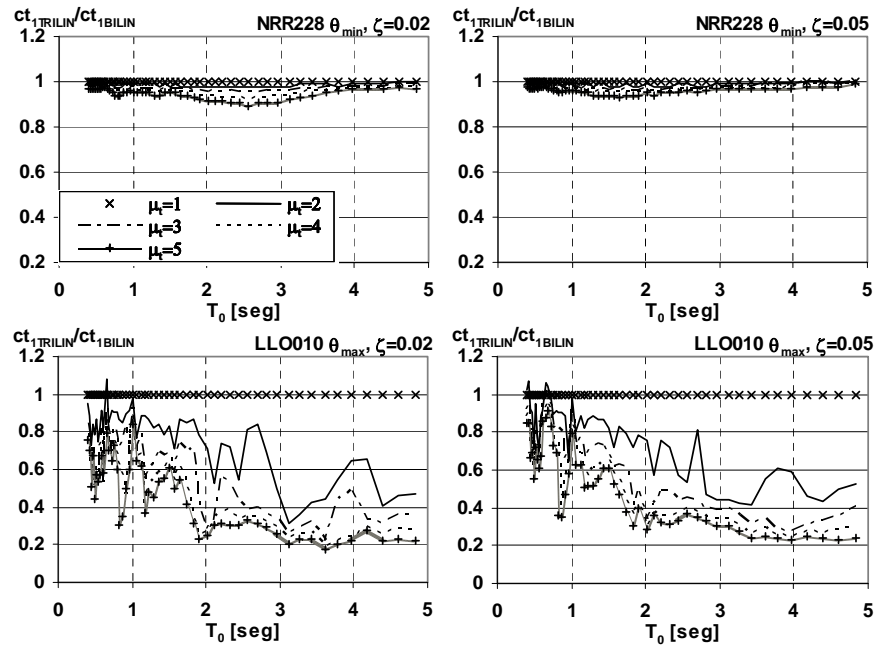 ct1TRILIN/ct1BILIN NRR228 θmin, ζ=0.02
1.2
1
0.8
0.6
0.4
0.2
× μt=1 μt=2
μt=3 μt=4
μt=5
0 1 2 3 4 5
T0 [seg]
ct1TRILIN/ct1BILIN NRR228 θmin, ζ=0.05
1.2
1
0.8
0.6
0.4
0.2
0 1 2 3 4 5
T0 [seg]
ct1TRILIN/ct1BILIN LLO010 θmax, ζ=0.02
1.2
1
0.8
0.6
0.4
0.2
0
0 1 2 3 4 5
T0 [seg]
ct1TRILIN/ct1BILIN LLO010 θmax, ζ=0.05
1.2
1
0.8
0.6
0.4
0.2
0
0 1 2 3 4 5
T0 [seg]